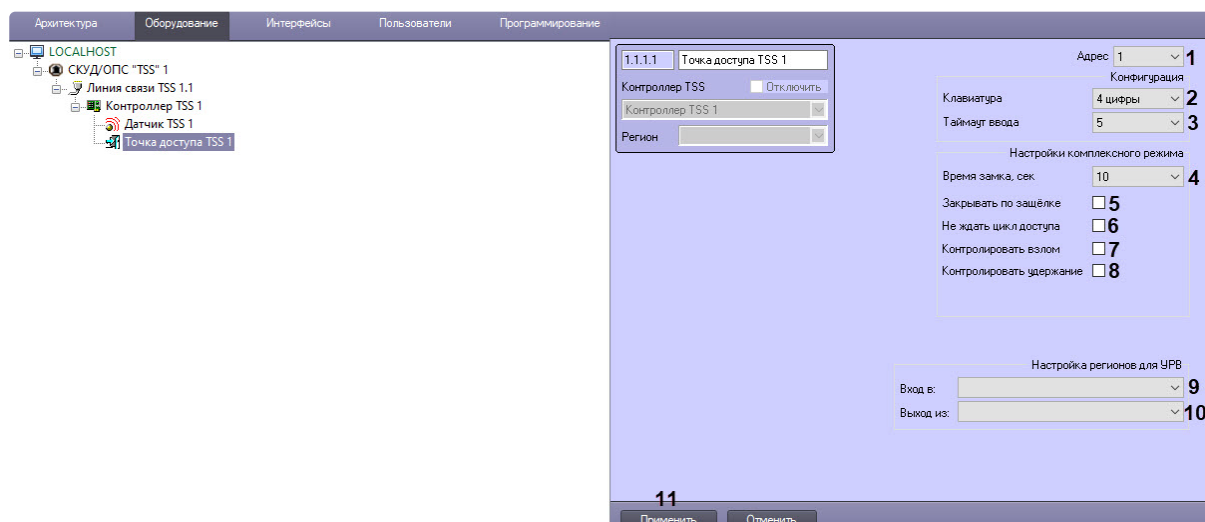 Архитектура Оборудование Интерфейсы Пользователи Программирование
LOCALHOST
СКУД/ОПС "TSS" 1
Линия связи TSS 1.1
Контроллер TSS 1
Датчик TSS 1
Точка доступа TSS 1
1.1.1.1 Точка доступа TSS 1
Контроллер TSS Отключить
Контроллер TSS 1
Регион
Адрес 1 1
Конфигурация
Клавиатура 4 цифры 2
Таймаут ввода 5 3
Настройки комплексного режима
Время замка, сек 10 4
Закрывать по защёлке 5
Не ждать цикл доступа 6
Контролировать взлом 7
Контролировать удержание 8
Настройка регионов для УРВ
Вход в: 9
Выход из: 10
11
Применить Отменить